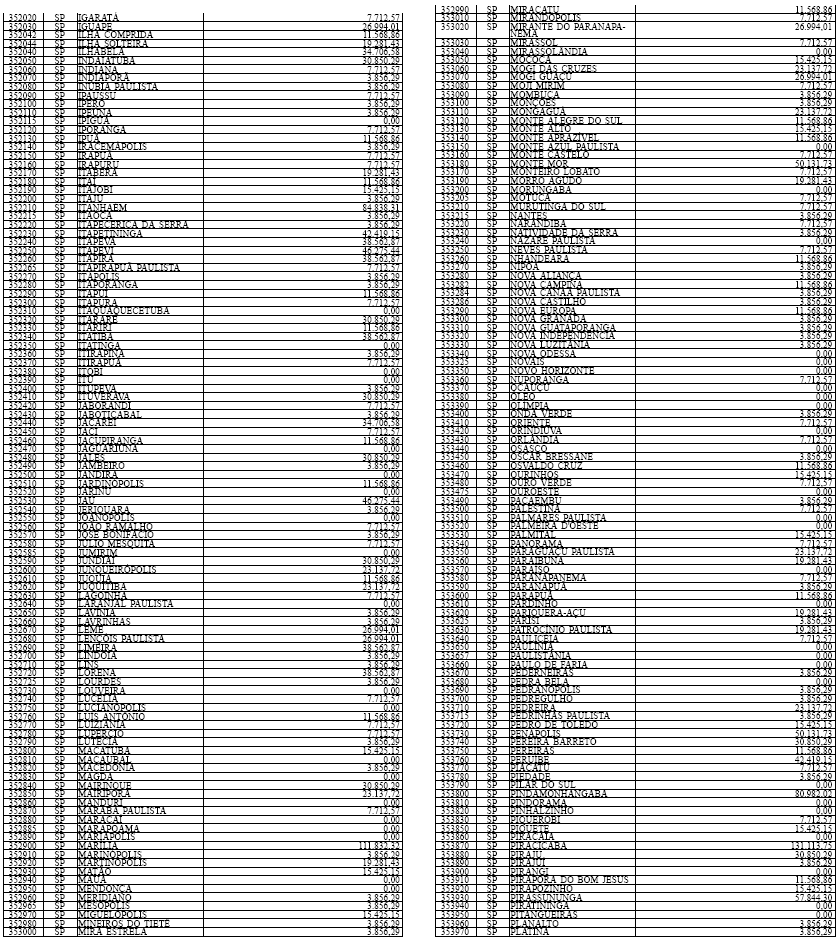 352020 SP IGARATÁ 7.712,57
352030 SP IGUAPE 26.994,01
352042 SP ILHA COMPRIDA 11.568,86
352044 SP ILHA SOLTEIRA 19.281,43
352040 SP ILHABELA 34.706,58
352050 SP INDAIATUBA 30.850,29
352060 SP INDIANA 7.712,57
352070 SP INDIAPORÃ 3.856,29
352080 SP INÚBIA PAULISTA 3.856,29
352090 SP IPAUSSU 7.712,57
352100 SP IPERÓ 3.856,29
352110 SP IPEÚNA 3.856,29
352115 SP IPIGUÁ 0,00
352120 SP IPORANGA 7.712,57
352130 SP IPUÃ 11.568,86
352140 SP IRACEMÁPOLIS 3.856,29
352150 SP IRAPUÃ 7.712,57
352160 SP IRAPURU 7.712,57
352170 SP ITABERÁ 19.281,43
352180 SP ITAÍ 11.568,86
352190 SP ITAJOBI 15.425,15
352200 SP ITAJU 3.856,29
352210 SP ITANHAÉM 84.838,31
352215 SP ITAÓCA 3.856,29
352220 SP ITAPECERICA DA SERRA 3.856,29
352230 SP ITAPETININGA 42.419,15
352240 SP ITAPEVA 38.562,87
352250 SP ITAPEVI 46.275,44
352260 SP ITAPIRA 38.562,87
352265 SP ITAPIRAPUÃ PAULISTA 7.712,57
352270 SP ITÁPOLIS 3.856,29
352280 SP ITAPORANGA 3.856,29
352290 SP ITAPUÍ 11.568,86
352300 SP ITAPURA 7.712,57
352310 SP ITAQUAQUECETUBA 0,00
352320 SP ITARARÉ 30.850,29
352330 SP ITARIRI 11.568,86
352340 SP ITATIBA 38.562,87
352350 SP ITATINGA 0,00
352360 SP ITIRAPINA 3.856,29
352370 SP ITIRAPUÃ 7.712,57
352380 SP ITOBI 0,00
352390 SP ITU 0,00
352400 SP ITUPEVA 3.856,29
352410 SP ITUVERAVA 30.850,29
352420 SP JABORANDI 7.712,57
352430 SP JABOTICABAL 3.856,29
352440 SP JACAREÍ 34.706,58
352450 SP JACI 7.712,57
352460 SP JACUPIRANGA 11.568,86
352470 SP JAGUARIÚNA 0,00
352480 SP JALES 30.850,29
352490 SP JAMBEIRO 3.856,29
352500 SP JANDIRA 0,00
352510 SP JARDINÓPOLIS 11.568,86
352520 SP JARINU 0,00
352530 SP JAÚ 46.275,44
352540 SP JERIQUARA 3.856,29
352550 SP JOANÓPOLIS 0,00
352560 SP JOÃO RAMALHO 7.712,57
352570 SP JOSÉ BONIFÁCIO 3.856,29
352580 SP JÚLIO MESQUITA 7.712,57
352585 SP JUMIRIM 0,00
352590 SP JUNDIAÍ 30.850,29
352600 SP JUNQUEIRÓPOLIS 23.137,72
352610 SP JUQUIÁ 11.568,86
352620 SP JUQUITIBA 23.137,72
352630 SP LAGOINHA 7.712,57
352640 SP LARANJAL PAULISTA 0,00
352650 SP LAVÍNIA 3.856,29
352660 SP LAVRINHAS 3.856,29
352670 SP LEME 26.994,01
352680 SP LENÇÓIS PAULISTA 26.994,01
352690 SP LIMEIRA 38.562,87
352700 SP LINDÓIA 3.856,29
352710 SP LINS 3.856,29
352720 SP LORENA 38.562,87
352725 SP LOURDES 3.856,29
352730 SP LOUVEIRA 0,00
352740 SP LUCÉLIA 7.712,57
352750 SP LUCIANÓPOLIS 0,00
352760 SP LUÍS ANTÔNIO 11.568,86
352770 SP LUIZIÂNIA 7.712,57
352780 SP LUPÉRCIO 7.712,57
352790 SP LUTÉCIA 3.856,29
352800 SP MACATUBA 15.425,15
352810 SP MACAUBAL 0,00
352820 SP MACEDÔNIA 3.856,29
352830 SP MAGDA 0,00
352840 SP MAIRINQUE 30.850,29
352850 SP MAIRIPORÃ 23.137,72
352860 SP MANDURI 0,00
352870 SP MARABÁ PAULISTA 7.712,57
352880 SP MARACAÍ 0,00
352885 SP MARAPOAMA 0,00
352890 SP MARIÁPOLIS 0,00
352900 SP MARÍLIA 111.832,32
352910 SP MARINÓPOLIS 3.856,29
352920 SP MARTINÓPOLIS 19.281,43
352930 SP MATÃO 15.425,15
352940 SP MAUÁ 0,00
352950 SP MENDONÇA 0,00
352960 SP MERIDIANO 3.856,29
352965 SP MESÓPOLIS 3.856,29
352970 SP MIGUELÓPOLIS 15.425,15
352980 SP MINEIROS DO TIETÊ 3.856,29
353000 SP MIRA ESTRELA 3.856,29
352990 SP MIRACATU 11.568,86
353010 SP MIRANDÓPOLIS 7.712,57
353020 SP MIRANTE DO PARANAPA- 26.994,01
NEMA
353030 SP MIRASSOL 7.712,57
353040 SP MIRASSOLÂNDIA 0,00
353050 SP MOCOCA 15.425,15
353060 SP MOGI DAS CRUZES 23.137,72
353070 SP MOGI GUAÇU 26.994,01
353080 SP MOJI MIRIM 7.712,57
353090 SP MOMBUCA 3.856,29
353100 SP MONÇÕES 3.856,29
353110 SP MONGAGUÁ 23.137,72
353120 SP MONTE ALEGRE DO SUL 11.568,86
353130 SP MONTE ALTO 15.425,15
353140 SP MONTE APRAZÍVEL 11.568,86
353150 SP MONTE AZUL PAULISTA 0,00
353160 SP MONTE CASTELO 7.712,57
353180 SP MONTE MOR 50.131,73
353170 SP MONTEIRO LOBATO 7.712,57
353190 SP MORRO AGUDO 19.281,43
353200 SP MORUNGABA 0,00
353205 SP MOTUCA 7.712,57
353210 SP MURUTINGA DO SUL 7.712,57
353215 SP NANTES 3.856,29
353220 SP NARANDIBA 7.712,57
353230 SP NATIVIDADE DA SERRA 3.856,29
353240 SP NAZARÉ PAULISTA 0,00
353250 SP NEVES PAULISTA 7.712,57
353260 SP NHANDEARA 11.568,86
353270 SP NIPOÃ 3.856,29
353280 SP NOVA ALIANÇA 3.856,29
353282 SP NOVA CAMPINA 11.568,86
353284 SP NOVA CANAÃ PAULISTA 3.856,29
353286 SP NOVA CASTILHO 3.856,29
353290 SP NOVA EUROPA 11.568,86
353300 SP NOVA GRANADA 3.856,29
353310 SP NOVA GUATAPORANGA 3.856,29
353320 SP NOVA INDEPENDÊNCIA 3.856,29
353330 SP NOVA LUZITÂNIA 3.856,29
353340 SP NOVA ODESSA 0,00
353325 SP NOVAIS 0,00
353350 SP NOVO HORIZONTE 0,00
353360 SP NUPORANGA 7.712,57
353370 SP OCAUÇU 0,00
353380 SP ÓLEO 0,00
353390 SP OLÍMPIA 0,00
353400 SP ONDA VERDE 3.856,29
353410 SP ORIENTE 7.712,57
353420 SP ORINDIÚVA 0,00
353430 SP ORLÂNDIA 7.712,57
353440 SP OSASCO 0,00
353450 SP OSCAR BRESSANE 3.856,29
353460 SP OSVALDO CRUZ 11.568,86
353470 SP OURINHOS 15.425,15
353480 SP OURO VERDE 7.712,57
353475 SP OUROESTE 0,00
353490 SP PACAEMBU 3.856,29
353500 SP PALESTINA 7.712,57
353510 SP PALMARES PAULISTA 0,00
353520 SP PALMEIRA D'OESTE 0,00
353530 SP PALMITAL 15.425,15
353540 SP PANORAMA 7.712,57
353550 SP PARAGUAÇU PAULISTA 23.137,72
353560 SP PARAIBUNA 19.281,43
353570 SP PARAÍSO 0,00
353580 SP PARANAPANEMA 7.712,57
353590 SP PARANAPUÃ 3.856,29
353600 SP PARAPUÃ 11.568,86
353610 SP PARDINHO 0,00
353620 SP PARIQUERA-AÇU 19.281,43
353625 SP PARISI 3.856,29
353630 SP PATROCÍNIO PAULISTA 19.281,43
353640 SP PAULICÉIA 7.712,57
353650 SP PAULÍNIA 0,00
353657 SP PAULISTÂNIA 0,00
353660 SP PAULO DE FARIA 0,00
353670 SP PEDERNEIRAS 3.856,29
353680 SP PEDRA BELA 0,00
353690 SP PEDRANÓPOLIS 3.856,29
353700 SP PEDREGULHO 3.856,29
353710 SP PEDREIRA 23.137,72
353715 SP PEDRINHAS PAULISTA 3.856,29
353720 SP PEDRO DE TOLEDO 15.425,15
353730 SP PENÁPOLIS 50.131,73
353740 SP PEREIRA BARRETO 30.850,29
353750 SP PEREIRAS 11.568,86
353760 SP PERUÍBE 42.419,15
353770 SP PIACATU 7.712,57
353780 SP PIEDADE 3.856,29
353790 SP PILAR DO SUL 0,00
353800 SP PINDAMONHANGABA 80.982,02
353810 SP PINDORAMA 0,00
353820 SP PINHALZINHO 0,00
353830 SP PIQUEROBI 7.712,57
353850 SP PIQUETE 15.425,15
353860 SP PIRACAIA 0,00
353870 SP PIRACICABA 131.113,75
353880 SP PIRAJU 30.850,29
353890 SP PIRAJUÍ 3.856,29
353900 SP PIRANGI 0,00
353910 SP PIRAPORA DO BOM JESUS 11.568,86
353920 SP PIRAPOZINHO 15.425,15
353930 SP PIRASSUNUNGA 57.844,30
353940 SP PIRATININGA 0,00
353950 SP PITANGUEIRAS 0,00
353960 SP PLANALTO 3.856,29
353970 SP PLATINA 3.856,29